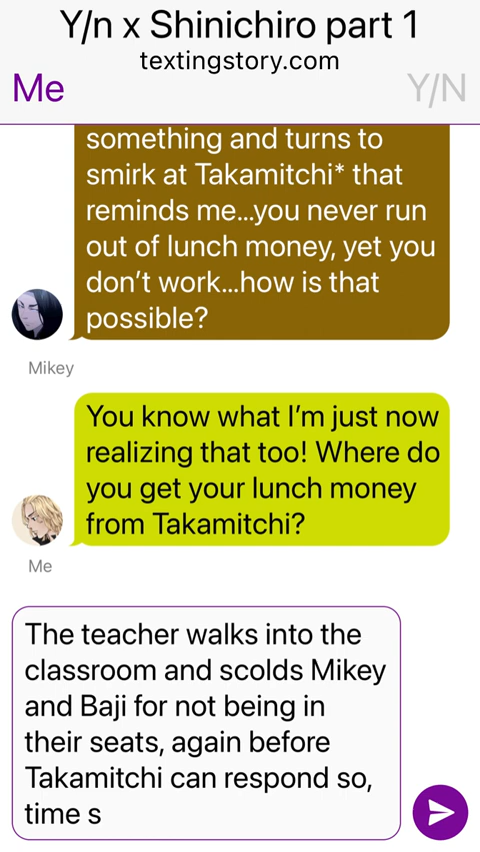 Y/n x Shinichiro part 1
textingstory.com
Me
Y/N
something and turns to
smirk at Takamitchi* that
reminds me...you never run
out of lunch money, yet you
don't work...how is that
possible?
Mikey
You know what I'm just now
realizing that too! Where do
you get your lunch money
from Takamitchi?
Me
The teacher walks into the
classroom and scolds Mikey
and Baji for not being in
their seats, again before
Takamitchi can respond so,
time s